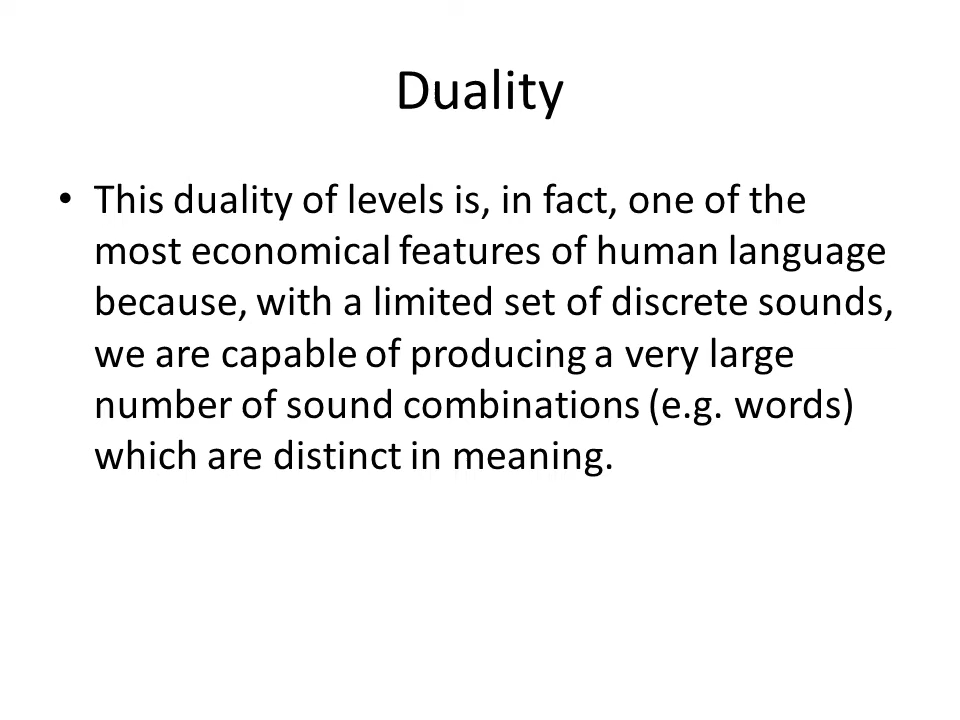 Duality
• This duality of levels is, in fact, one of the
most economical features of human language
because, with a limited set of discrete sounds,
we are capable of producing a very large
number of sound combinations (e.g. words)
which are distinct in meaning.